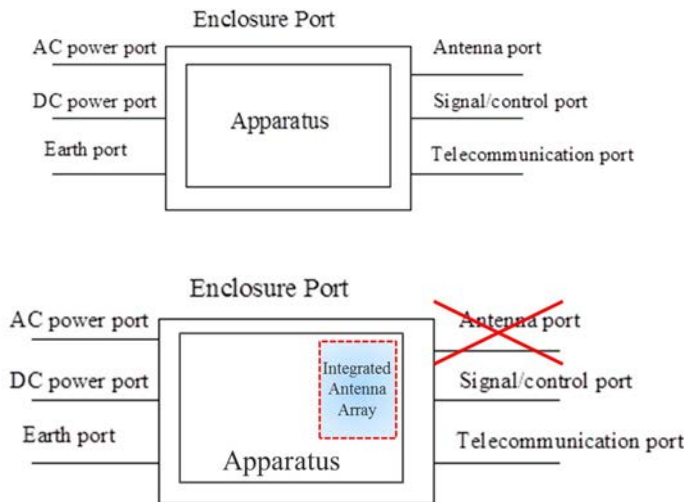 Enclosure Port
AC power port
Antenna port
DC power port
Apparatus
Signal/control port
Earth port
Telecommunication port
Enclosure Port
AC power port
Antenna port
Integrated
Antenna
Array
DC power port
Signal/control port
Earth port
Apparatus
Telecommunication port